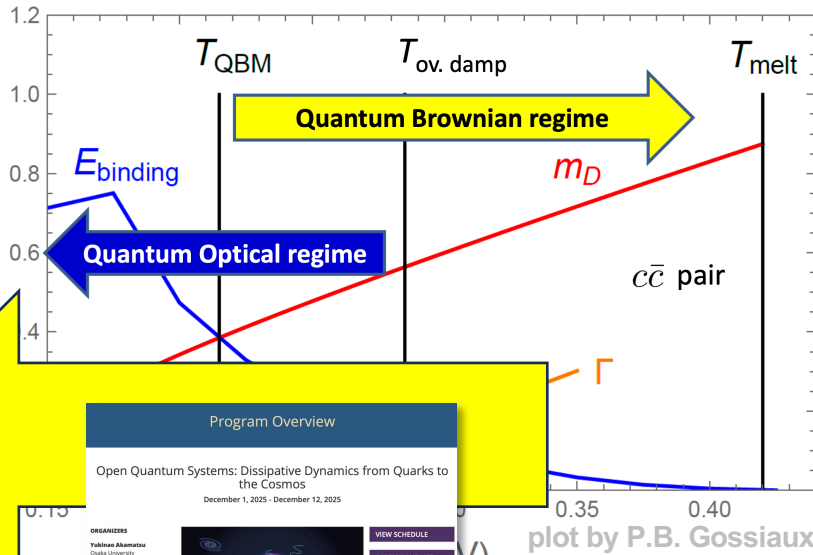 1.2
T_QBM
T_ov. damp
T_melt
1.0
Quantum Brownian regime
0.8
E_binding
m_D
0.6
Quantum Optical regime
cc̄ pair
.4
Γ
Program Overview
Open Quantum Systems: Dissipative Dynamics from Quarks to
the Cosmos
December 1, 2025 - December 12, 2025
0.15
0
0.35
0.40
ORGANIZERS
VIEW SCHEDULE
Yukinao Akamatsu
Osaka University
V)
plot by P.B. Gossiaux